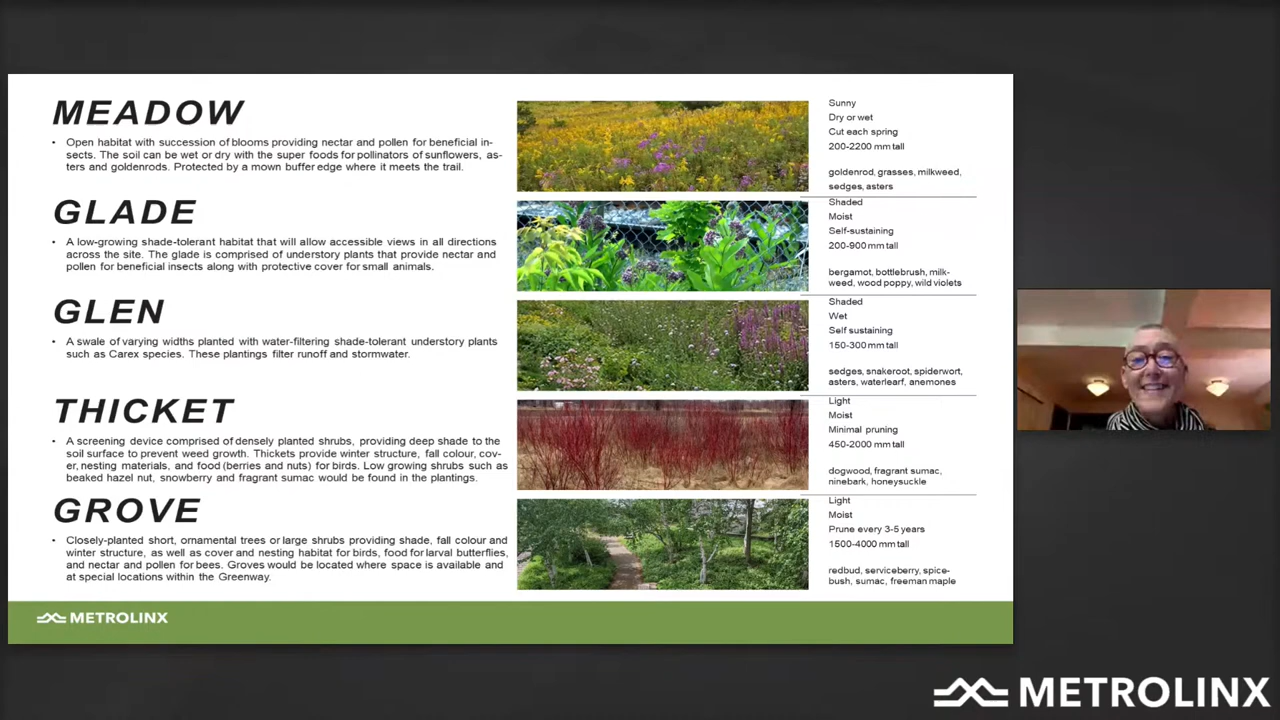 MEADOW
• Open habitat with succession of blooms providing nectar and pollen for beneficial in-
sects. The soil can be wet or dry with the super foods for pollinators of sunflowers, as-
ters and goldenrods. Protected by a mown buffer edge where it meets the trail.
Sunny
Dry or wet
Cut each spring
200-2200 mm tall
goldenrod, grasses, milkweed,
sedges, asters
GLADE
• A low-growing shade-tolerant habitat that will allow accessible views in all directions
across the site. The glade is comprised of understory plants that provide nectar and
pollen for beneficial insects along with protective cover for small animals.
Shaded
Moist
Self-sustaining
200-900 mm tall
bergamot, bottlebrush, milk-
weed, wood poppy, wild violets
GLEN
• A swale of varying widths planted with water-filtering shade-tolerant understory plants
such as Carex species. These plantings filter runoff and stormwater.
Shaded
Wet
Self sustaining
150-300 mm tall
sedges, snakeroot, spiderwort,
asters, waterlearf, anemones
THICKET
• A screening device comprised of densely planted shrubs, providing deep shade to the
soil surface to prevent weed growth. Thickets provide winter structure, fall colour, cov-
er, nesting materials, and food (berries and nuts) for birds. Low growing shrubs such as
beaked hazel nut, snowberry and fragrant sumac would be found in the plantings.
Light
Moist
Minimal pruning
450-2000 mm tall
dogwood, fragrant sumac,
ninebark, honeysuckle
GROVE
• Closely-planted short, ornamental trees or large shrubs providing shade, fall colour and
winter structure, as well as cover and nesting habitat for birds, food for larval butterflies,
and nectar and pollen for bees. Groves would be located where space is available and
at special locations within the Greenway.
Light
Moist
Prune every 3-5 years
1500-4000 mm tall
redbud, serviceberry, spice-
bush, sumac, freeman maple
METROLINX
METROLINX